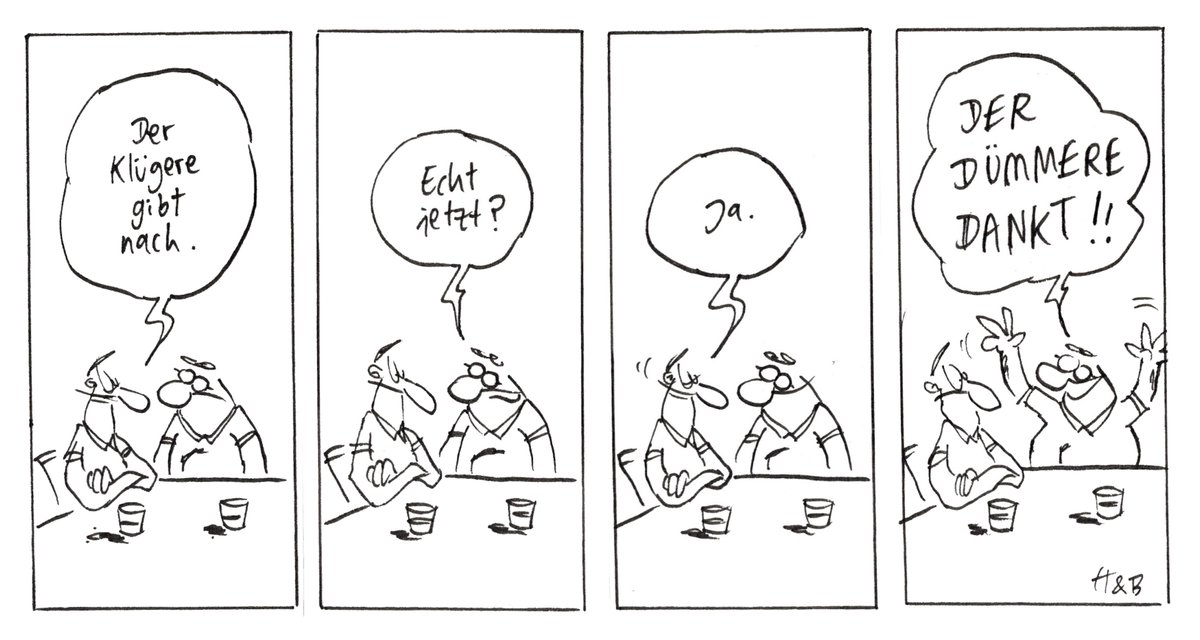 Der
Klügere
gibt
nach.
Echt
jetzt?
Ja.
DER
DÜMMERE
DANKT!!
H&B